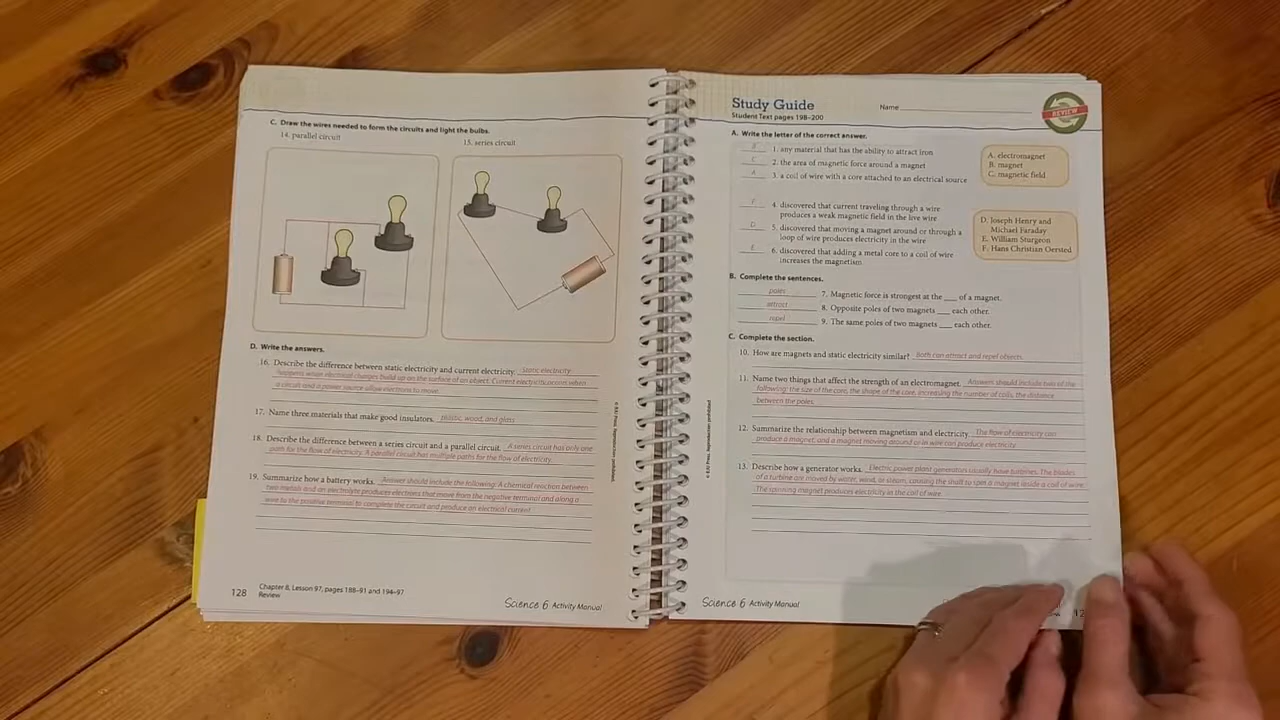 C. Draw the wires needed to form the circuits and light the bulbs.
14. parallel circuit
15. series circuit
D. Write the answers.
16. Describe the difference between static electricity and current electricity. Static electricity
happens when electrical charges build up on the surface of an object. Current electricity occurs when
a circuit and a power source allow electrons to move.
17. Name three materials that make good insulators. plastic, wood, and glass
18. Describe the difference between a series circuit and a parallel circuit. A series circuit has only one
path for the flow of electricity. A parallel circuit has multiple paths for the flow of electricity.
19. Summarize how a battery works. Answer should include the following: A chemical reaction between
two metals and an electrolyte produces electrons that move from the negative terminal and along a
wire to the positive terminal to complete the circuit and produce an electrical current.
© BJU Press. Reproduction prohibited.
128
Chapter 8, Lesson 97, pages 188–91 and 194–97
Review
Science 6 Activity Manual
Study Guide
Student Text pages 198–200
Name
REVIEW
A. Write the letter of the correct answer.
B 1. any material that has the ability to attract iron
C 2. the area of magnetic force around a magnet
A 3. a coil of wire with a core attached to an electrical source
A. electromagnet
B. magnet
C. magnetic field
F 4. discovered that current traveling through a wire
produces a weak magnetic field in the live wire
D 5. discovered that moving a magnet around or through a
loop of wire produces electricity in the wire
E 6. discovered that adding a metal core to a coil of wire
increases the magnetism
D. Joseph Henry and
Michael Faraday
E. William Sturgeon
F. Hans Christian Oersted
B. Complete the sentences.
poles 7. Magnetic force is strongest at the ___ of a magnet.
attract 8. Opposite poles of two magnets ___ each other.
repel 9. The same poles of two magnets ___ each other.
C. Complete the section.
10. How are magnets and static electricity similar? Both can attract and repel objects.
11. Name two things that affect the strength of an electromagnet. Answers should include two of the
following: the size of the core, the shape of the core, increasing the number of coils, the distance
between the poles.
12. Summarize the relationship between magnetism and electricity. The flow of electricity can
produce a magnet, and a magnet moving around or in wire can produce electricity.
13. Describe how a generator works. Electric power plant generators usually have turbines. The blades
of a turbine are moved by water, wind, or steam, causing the shaft to spin a magnet inside a coil of wire.
The spinning magnet produces electricity in the coil of wire.
© BJU Press. Reproduction prohibited.
Science 6 Activity Manual